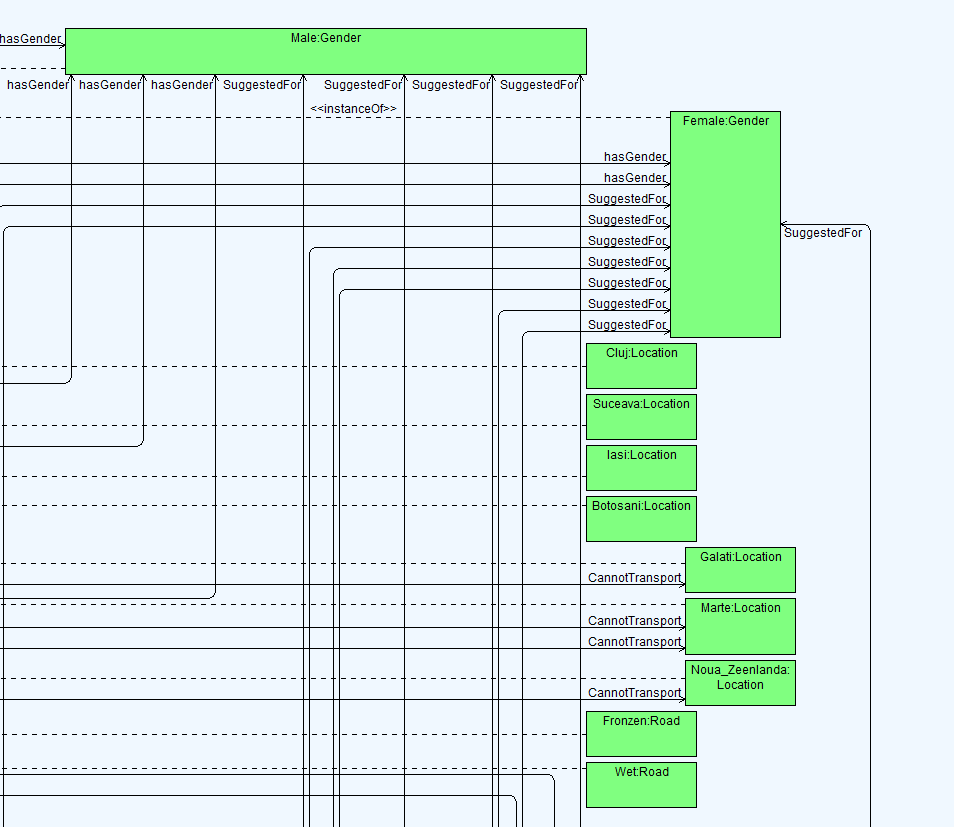 hasGender
Male:Gender
hasGender hasGender hasGender SuggestedFor SuggestedFor SuggestedFor SuggestedFor
<<instanceOf>>
Female:Gender
hasGender
hasGender
SuggestedFor
SuggestedFor
SuggestedFor
SuggestedFor
SuggestedFor
SuggestedFor
SuggestedFor
SuggestedFor
Cluj:Location
Suceava:Location
Iasi:Location
Botosani:Location
Galati:Location
CannotTransport
Marte:Location
CannotTransport
CannotTransport
Noua_Zeenlanda:
Location
CannotTransport
Fronzen:Road
Wet:Road